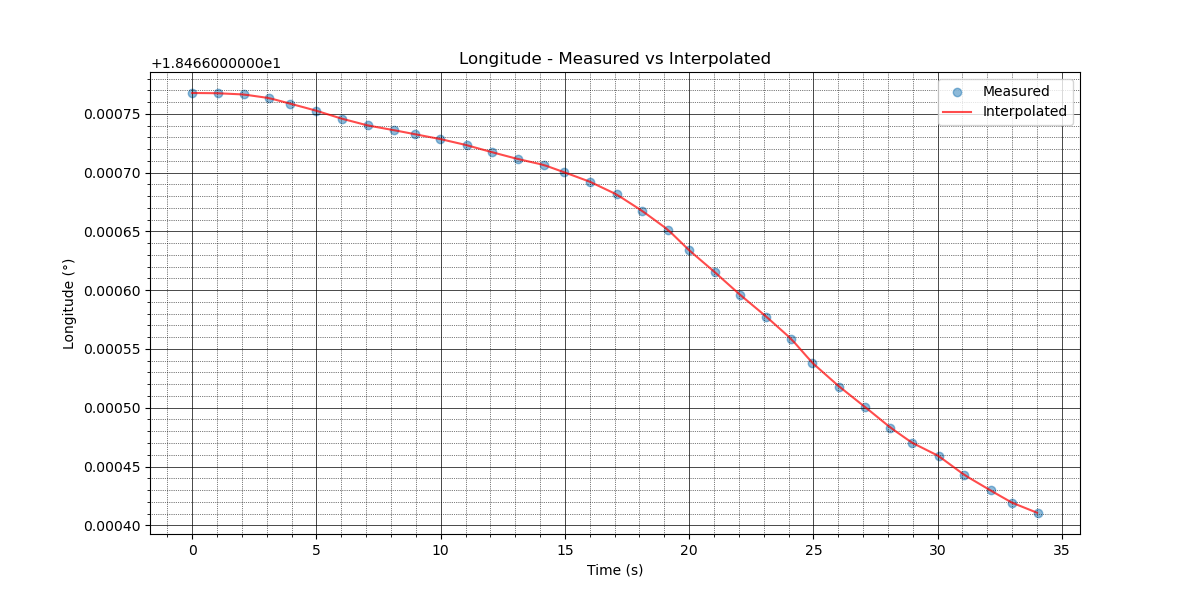 Longitude - Measured vs Interpolated
+1.8466000000e1
Measured
Interpolated
0.00075
0.00070
0.00065
0.00060
0.00055
0.00050
0.00045
0.00040
Longitude (°)
0 5 10 15 20 25 30 35
Time (s)